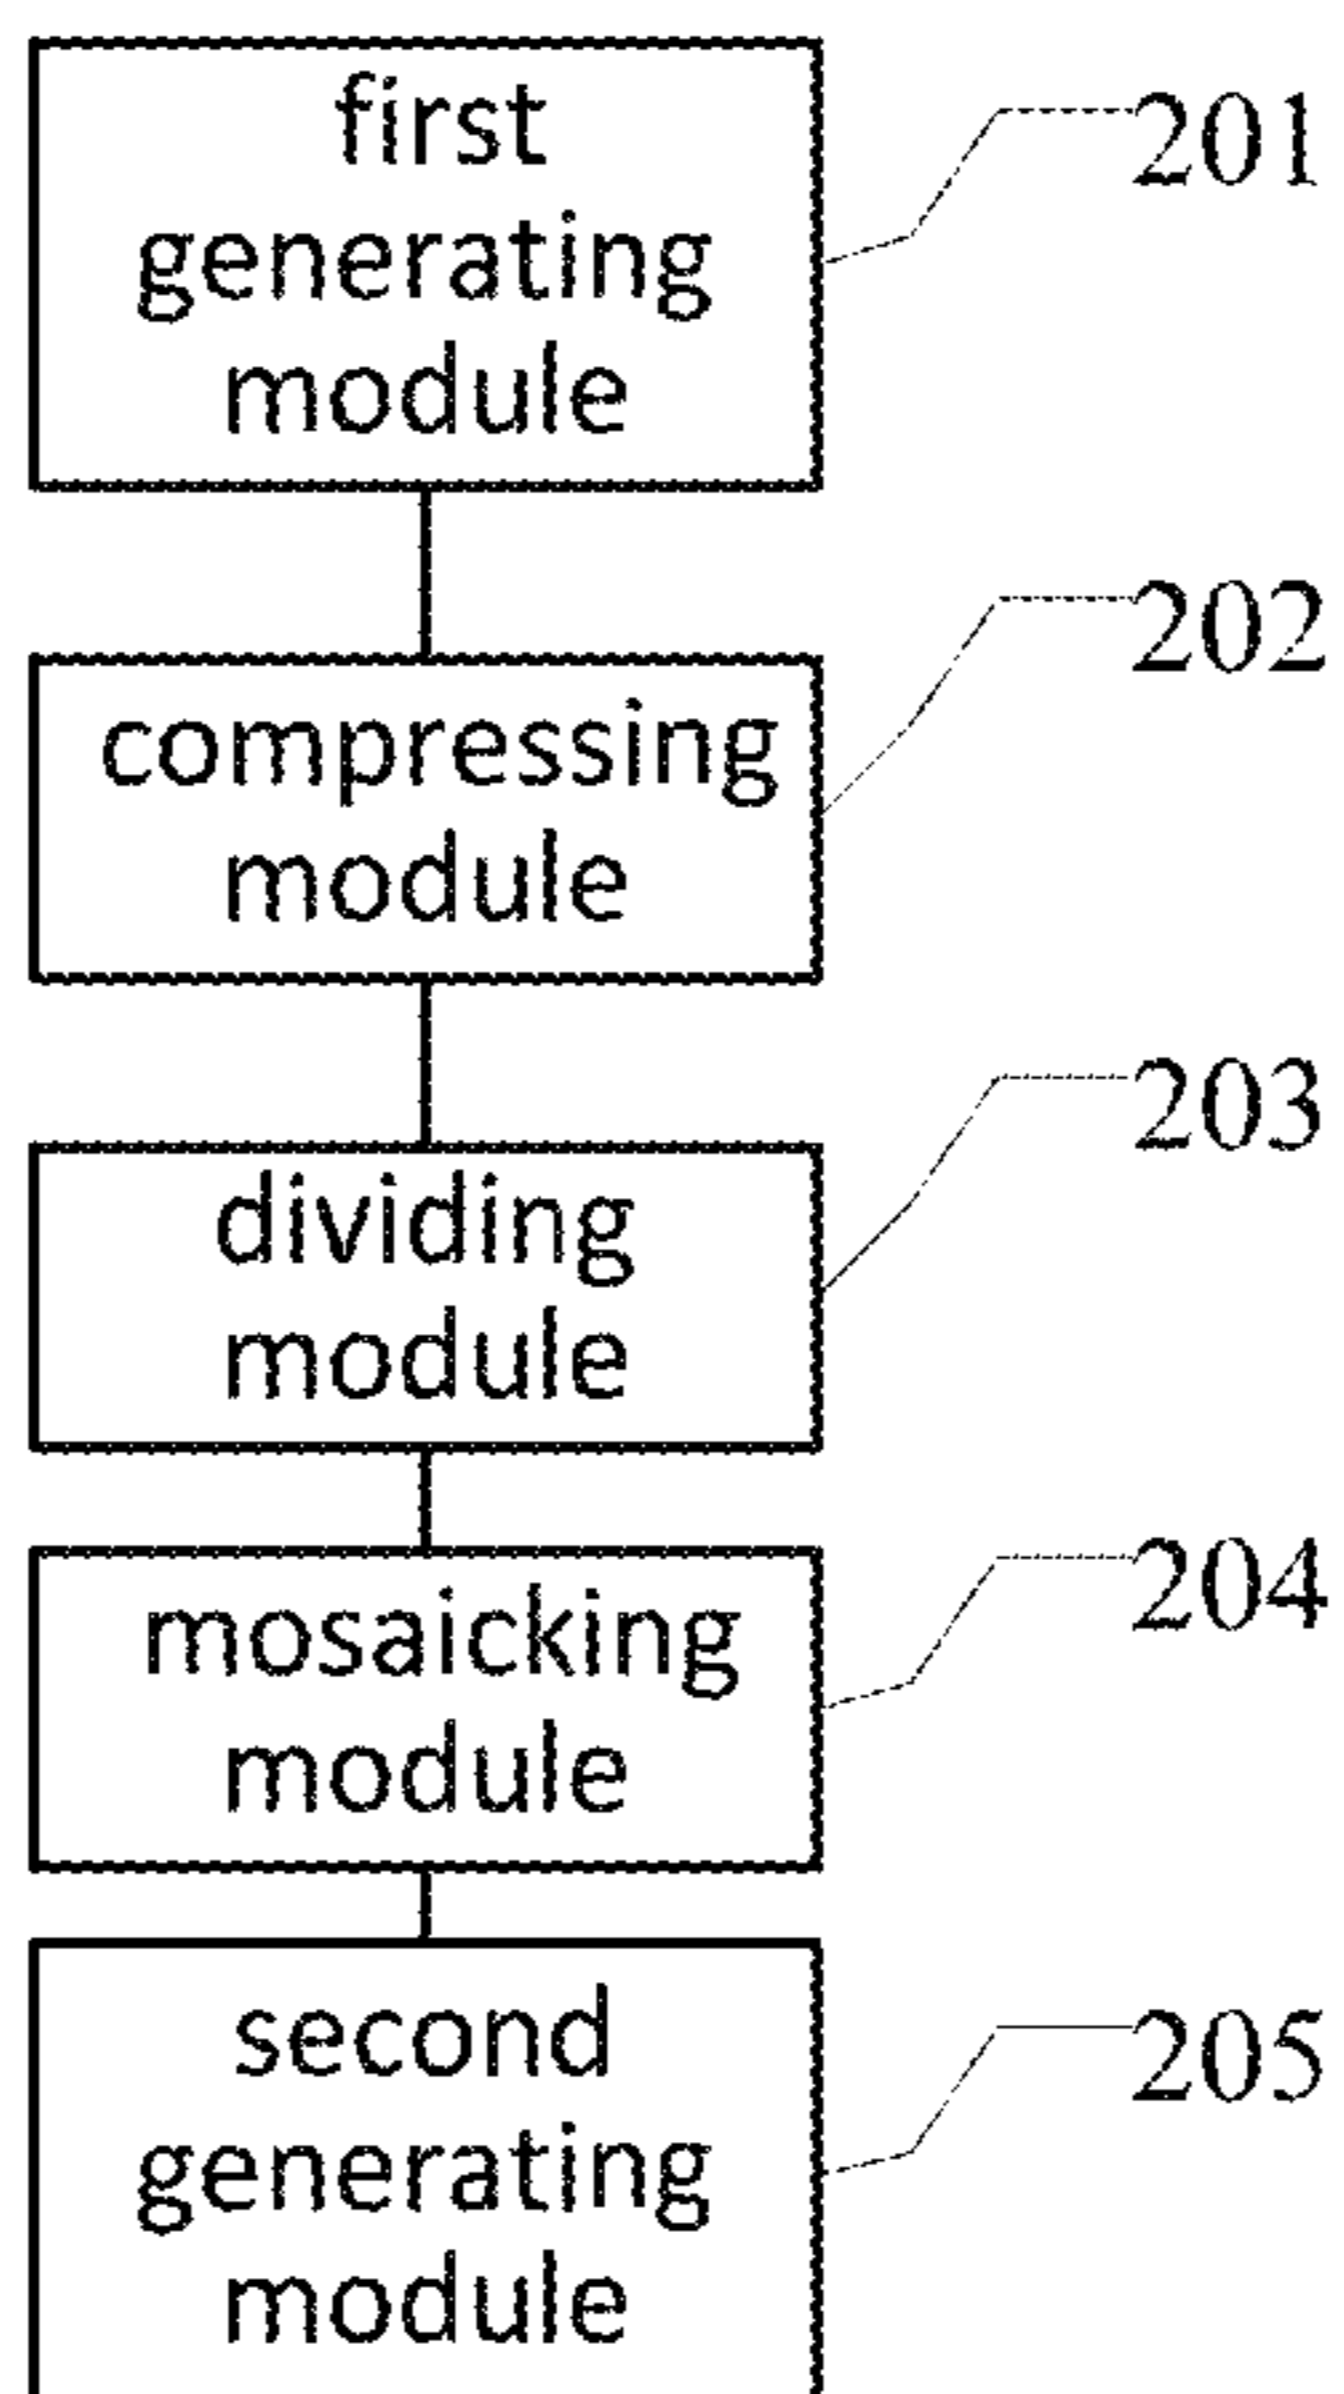 first
generating
module
201
compressing
module
202
dividing
module
203
mosaicking
module
204
second
generating
module
205